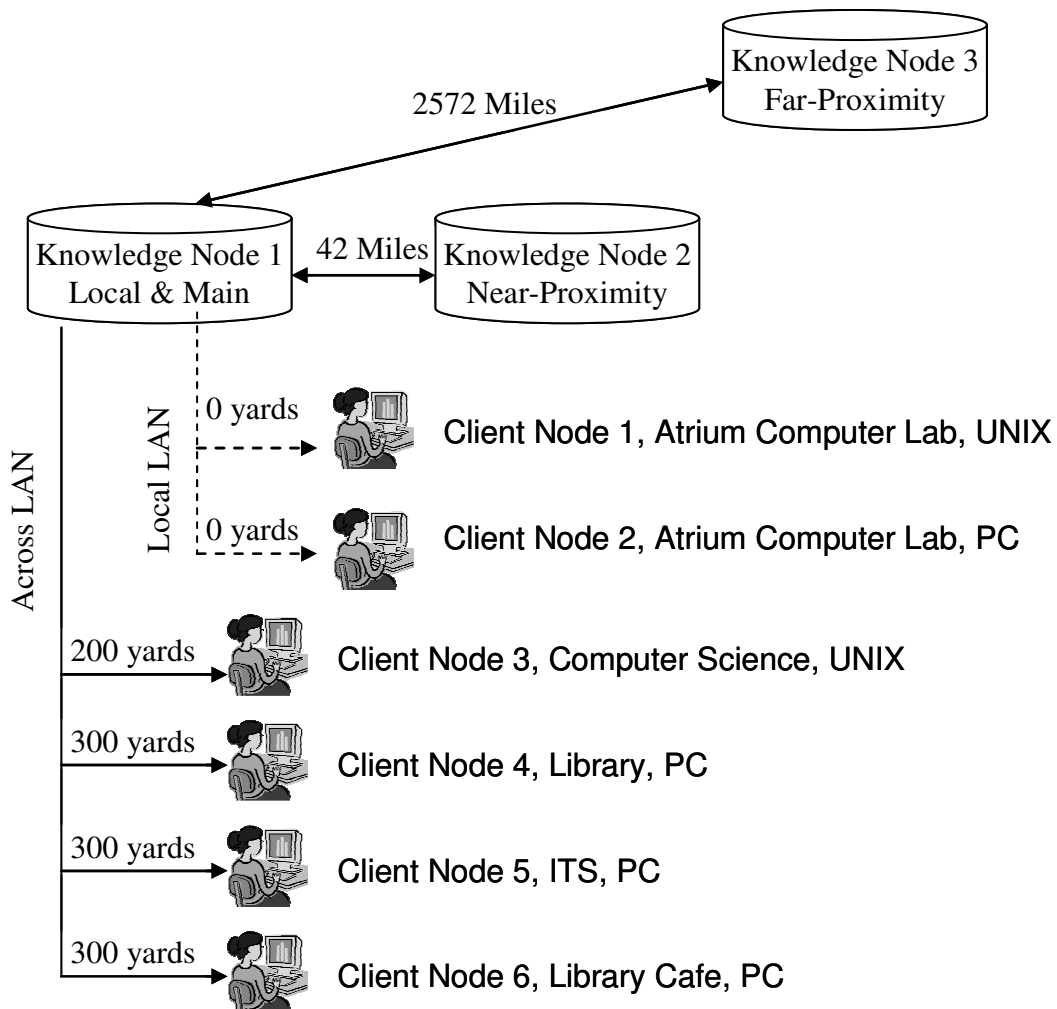 Knowledge Node 3
Far-Proximity
2572 Miles
Knowledge Node 1
Local & Main
42 Miles
Knowledge Node 2
Near-Proximity
Across LAN
Local LAN
0 yards
Client Node 1, Atrium Computer Lab, UNIX
0 yards
Client Node 2, Atrium Computer Lab, PC
200 yards
Client Node 3, Computer Science, UNIX
300 yards
Client Node 4, Library, PC
300 yards
Client Node 5, ITS, PC
300 yards
Client Node 6, Library Cafe, PC